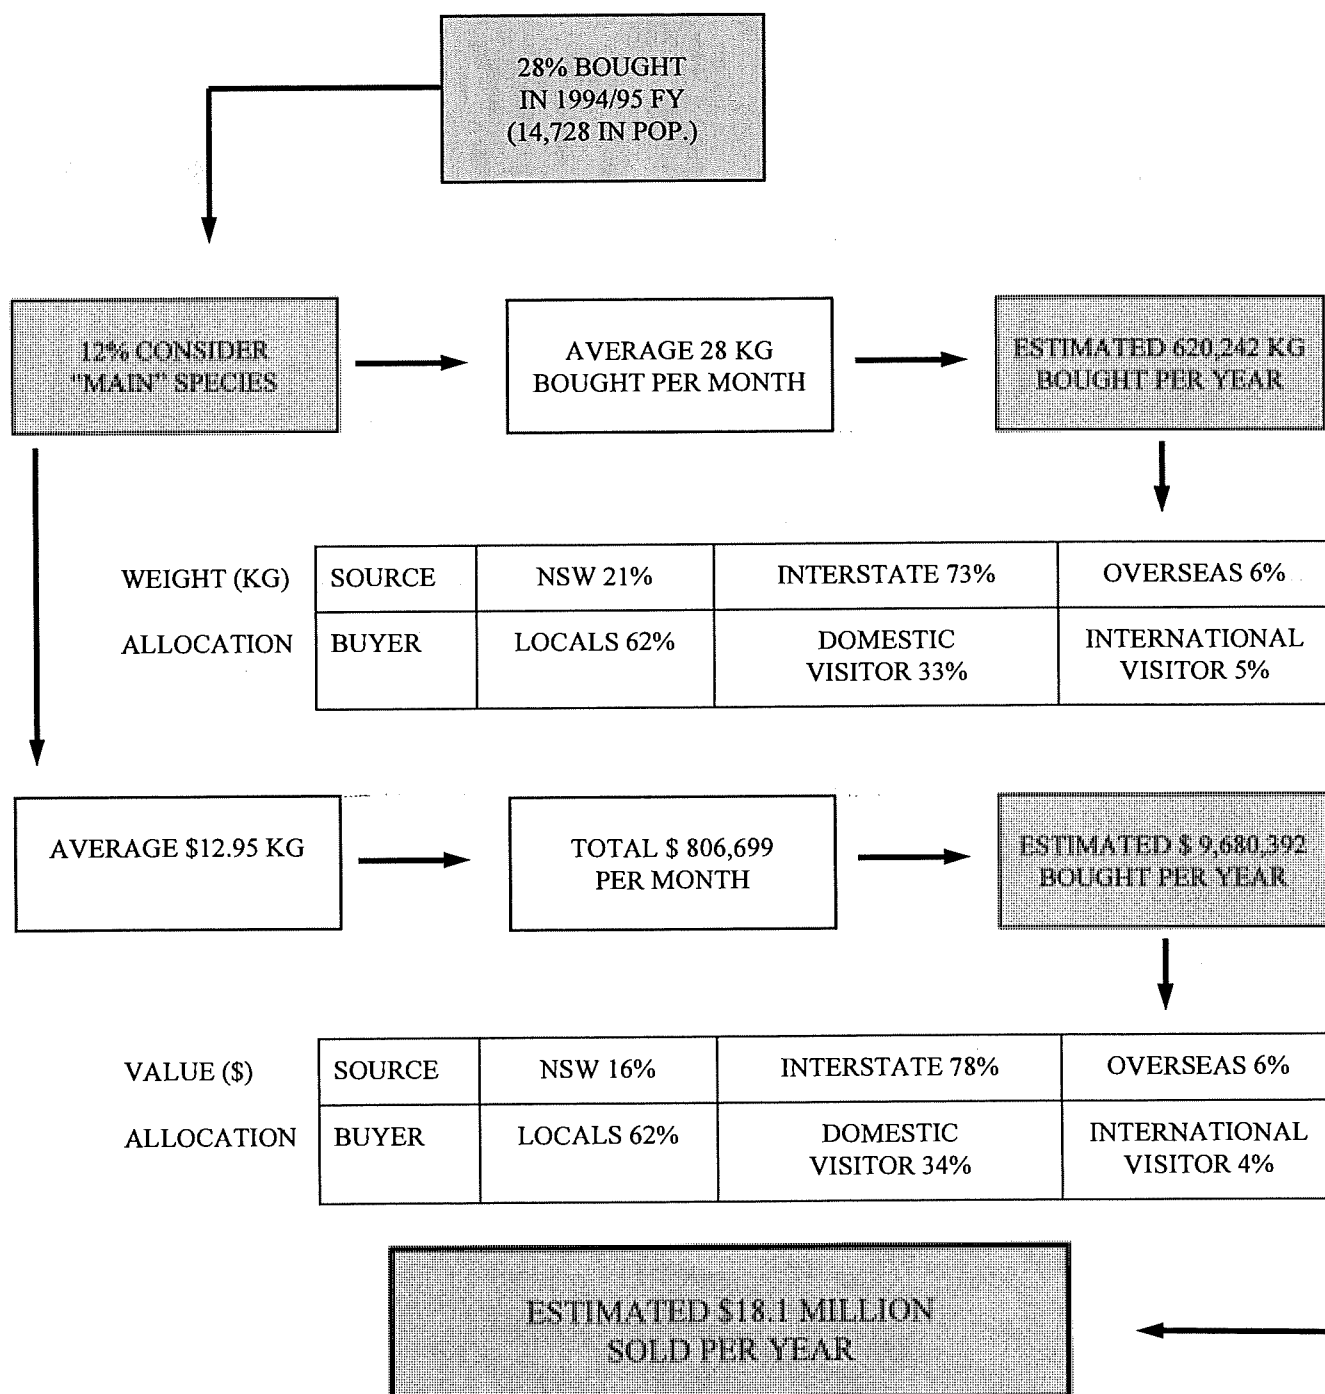 28% BOUGHT
IN 1994/95 FY
(14,728 IN POP.)
12% CONSIDER
"MAIN" SPECIES
AVERAGE 28 KG
BOUGHT PER MONTH
ESTIMATED 620,242 KG
BOUGHT PER YEAR
WEIGHT (KG)
SOURCE
NSW 21%
INTERSTATE 73%
OVERSEAS 6%
ALLOCATION
BUYER
LOCALS 62%
DOMESTIC
VISITOR 33%
INTERNATIONAL
VISITOR 5%
AVERAGE $12.95 KG
TOTAL $ 806,699
PER MONTH
ESTIMATED $ 9,680,392
BOUGHT PER YEAR
VALUE ($)
SOURCE
NSW 16%
INTERSTATE 78%
OVERSEAS 6%
ALLOCATION
BUYER
LOCALS 62%
DOMESTIC
VISITOR 34%
INTERNATIONAL
VISITOR 4%
ESTIMATED $18.1 MILLION
SOLD PER YEAR